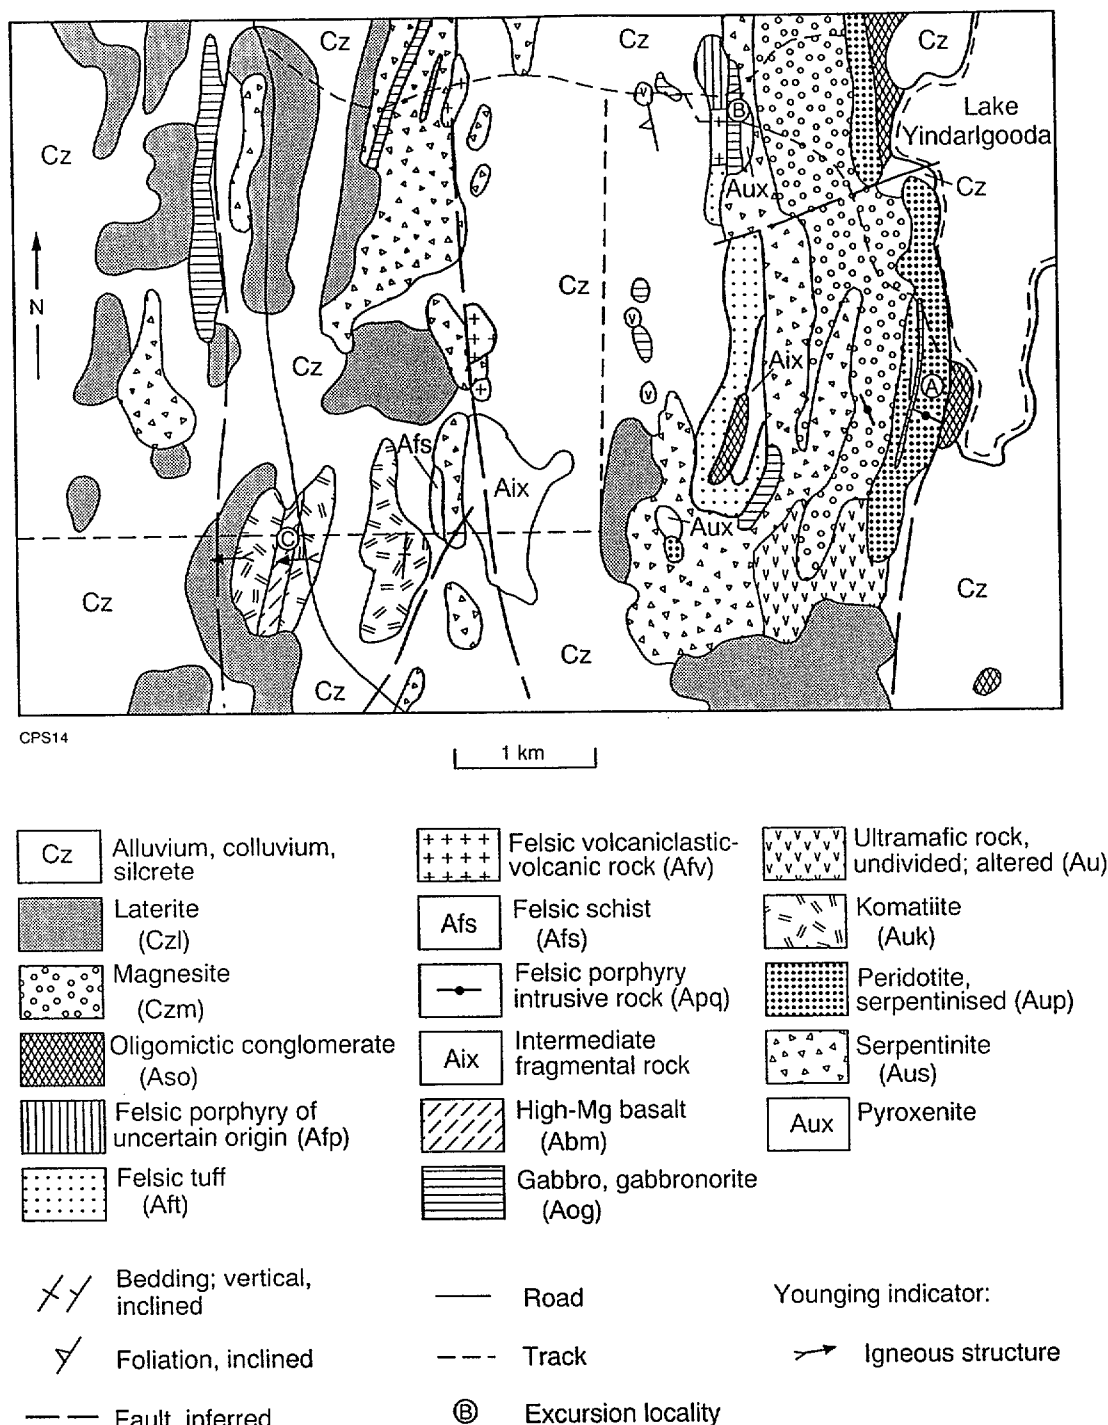 Cz
Cz
Cz
Lake
Yindarlgooda
B
Cz
Aux
Cz
Cz
N
Cz
Aix
A
Afs
Aix
Aux
C
Cz
Cz
Cz
Cz
CPS14
1 km
Cz
Alluvium, colluvium,
silcrete
Laterite
(Czl)
Magnesite
(Czm)
Oligomictic conglomerate
(Aso)
Felsic porphyry of
uncertain origin (Afp)
Felsic tuff
(Aft)
Felsic volcaniclastic-
volcanic rock (Afv)
Afs
Felsic schist
(Afs)
Felsic porphyry
intrusive rock (Apq)
Aix
Intermediate
fragmental rock
High-Mg basalt
(Abm)
Gabbro, gabbronorite
(Aog)
Ultramafic rock,
undivided; altered (Au)
Komatiite
(Auk)
Peridotite,
serpentinised (Aup)
Serpentinite
(Aus)
Aux
Pyroxenite
Bedding; vertical,
inclined
Foliation, inclined
Fault, inferred
Road
Track
B
Excursion locality
Younging indicator:
Igneous structure